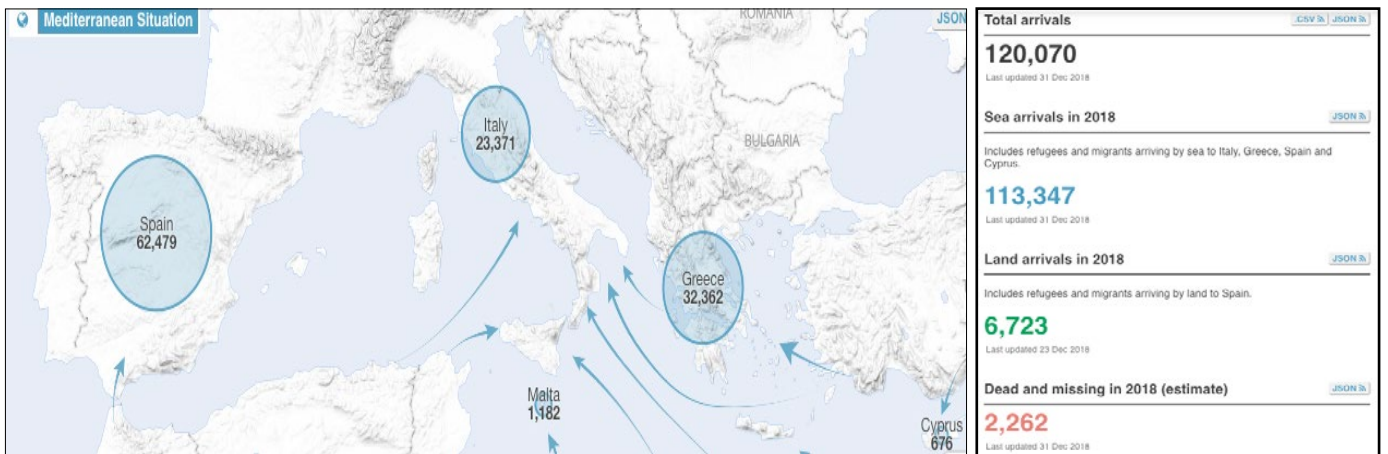 Mediterranean Situation
ROMANIA
JSON
Italy
23,371
BULGARIA
Spain
62,479
Greece
32,362
Malta
1,182
Cyprus
676
Total arrivals
.CSV JSON
120,070
Last updated 31 Dec 2018
Sea arrivals in 2018
JSON
Includes refugees and migrants arriving by sea to Italy, Greece, Spain and
Cyprus.
113,347
Last updated 31 Dec 2018
Land arrivals in 2018
JSON
Includes refugees and migrants arriving by land to Spain.
6,723
Last updated 23 Dec 2018
Dead and missing in 2018 (estimate)
JSON
2,262
Last updated 31 Dec 2018